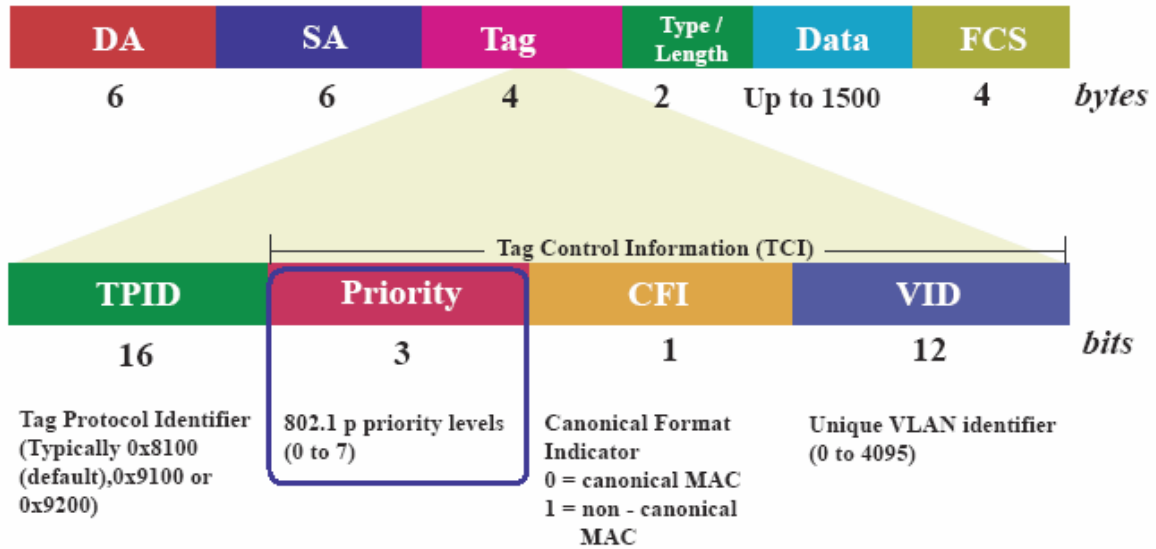 DA SA Tag Type / Length Data FCS
6 6 4 2 Up to 1500 4 bytes
Tag Control Information (TCI)
TPID Priority CFI VID
16 3 1 12 bits
Tag Protocol Identifier
(Typically 0x8100
(default),0x9100 or
0x9200)
802.1 p priority levels
(0 to 7)
Canonical Format
Indicator
0 = canonical MAC
1 = non - canonical
MAC
Unique VLAN identifier
(0 to 4095)